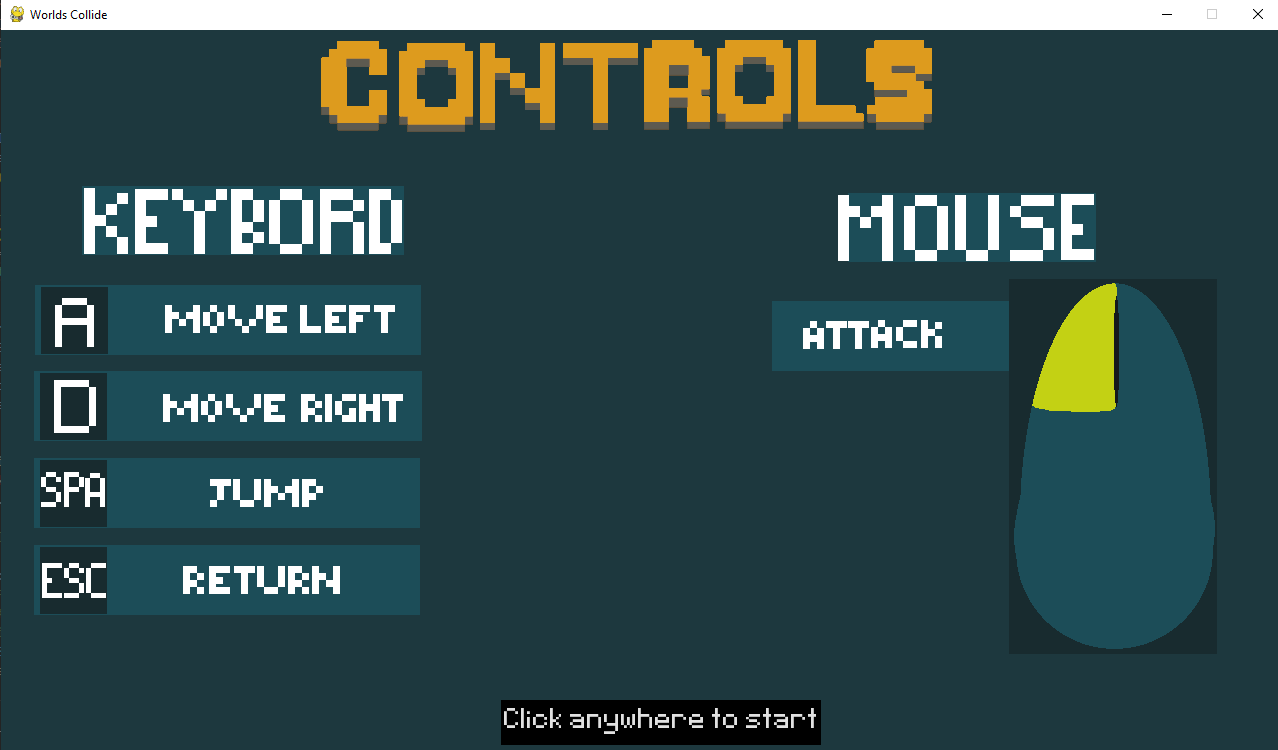 Worlds Collide
CONTROLS
KEYBORD
A MOVE LEFT
D MOVE RIGHT
SPA JUMP
ESC RETURN
MOUSE
ATTACK
Click anywhere to start